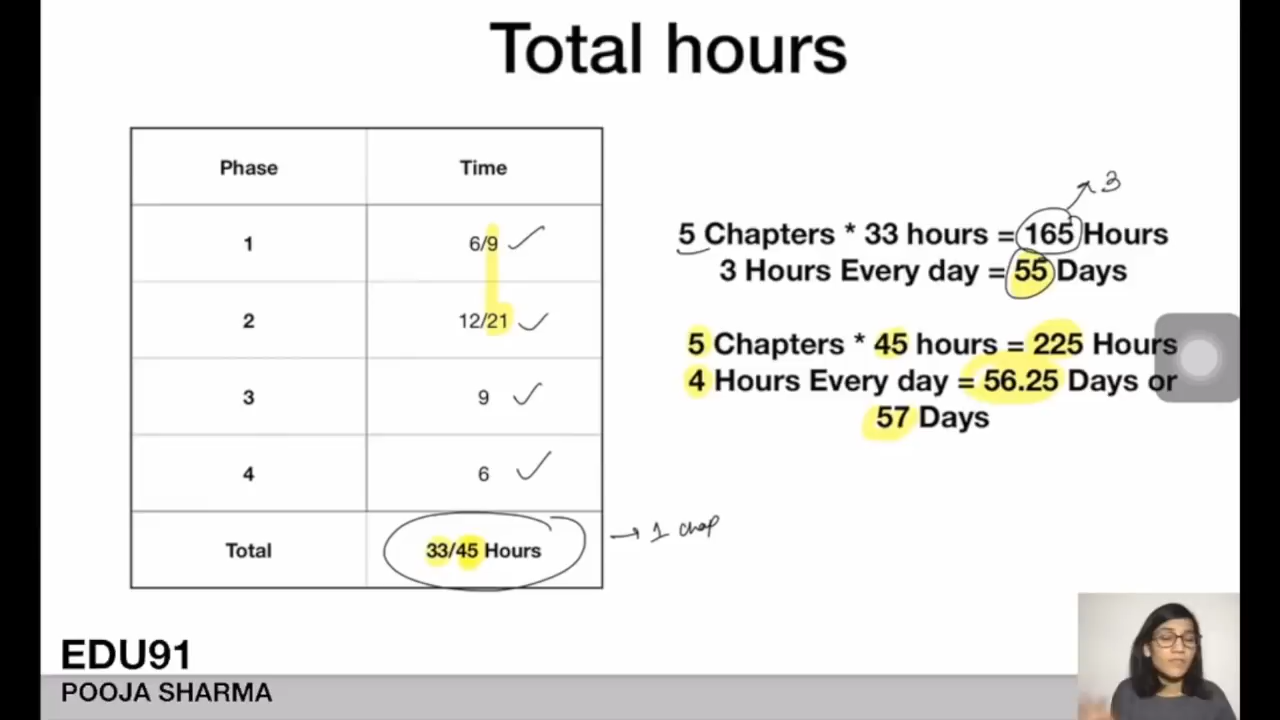 Total hours
Phase Time
1 6/9
2 12/21
3 9
4 6
Total 33/45 Hours
→ 1 chap
3
5 Chapters * 33 hours = 165 Hours
3 Hours Every day = 55 Days
5 Chapters * 45 hours = 225 Hours
4 Hours Every day = 56.25 Days or
57 Days
EDU91
POOJA SHARMA